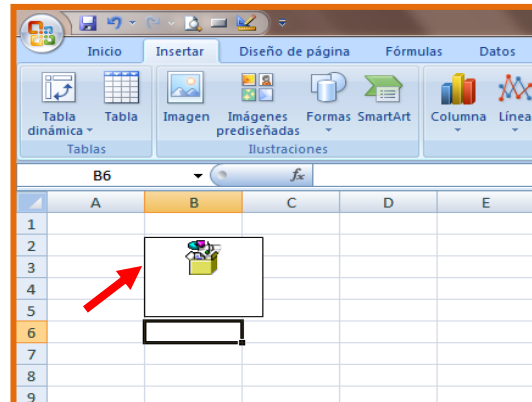 Inicio Insertar Diseño de página Fórmulas Datos
Tabla dinámica Tabla Imagen Imágenes prediseñadas Formas SmartArt Columna Línea
Tablas Ilustraciones
B6 fx
A B C D E
1
2
3
4
5
6
7
8
9